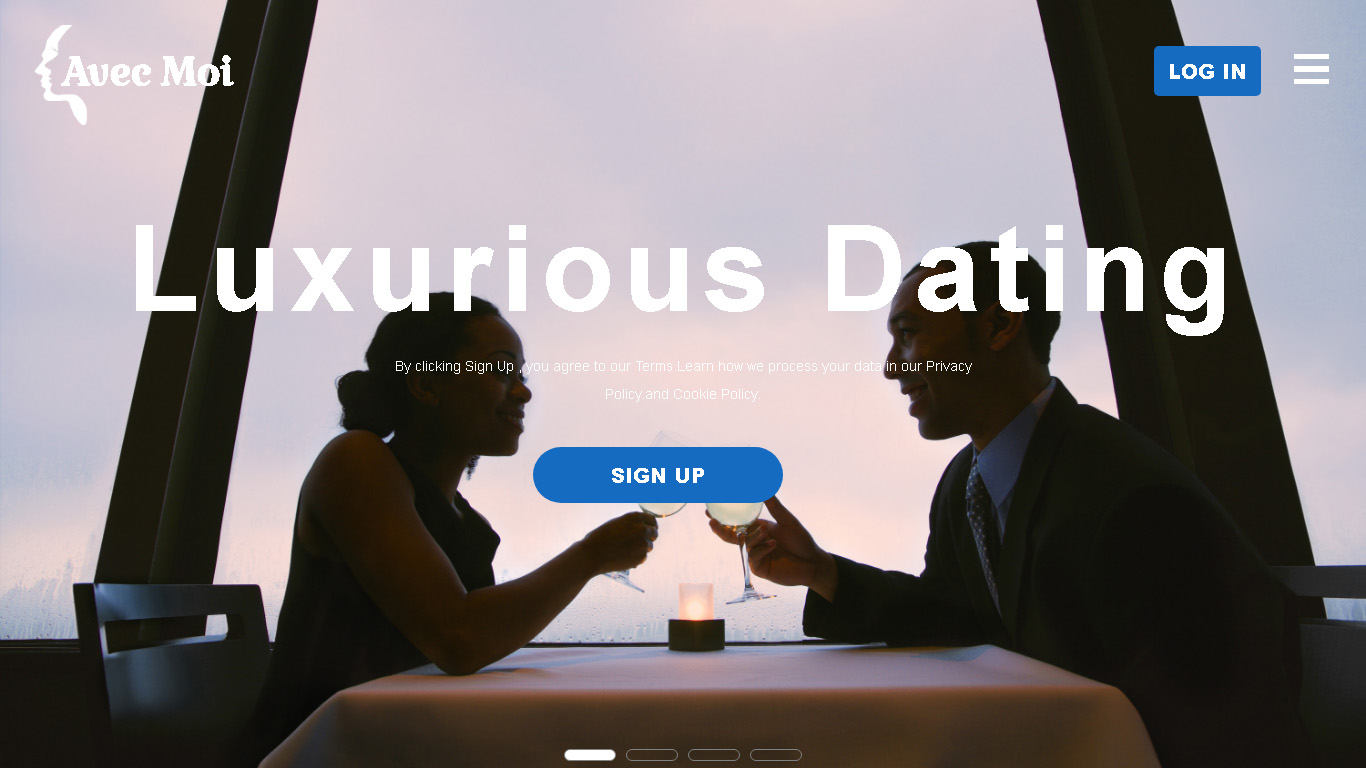 Avec Moi
LOG IN
Luxurious Dating
By clicking Sign Up , you agree to our Terms.Learn how we process your data in our Privacy
Policy.and Cookie Policy.
SIGN UP